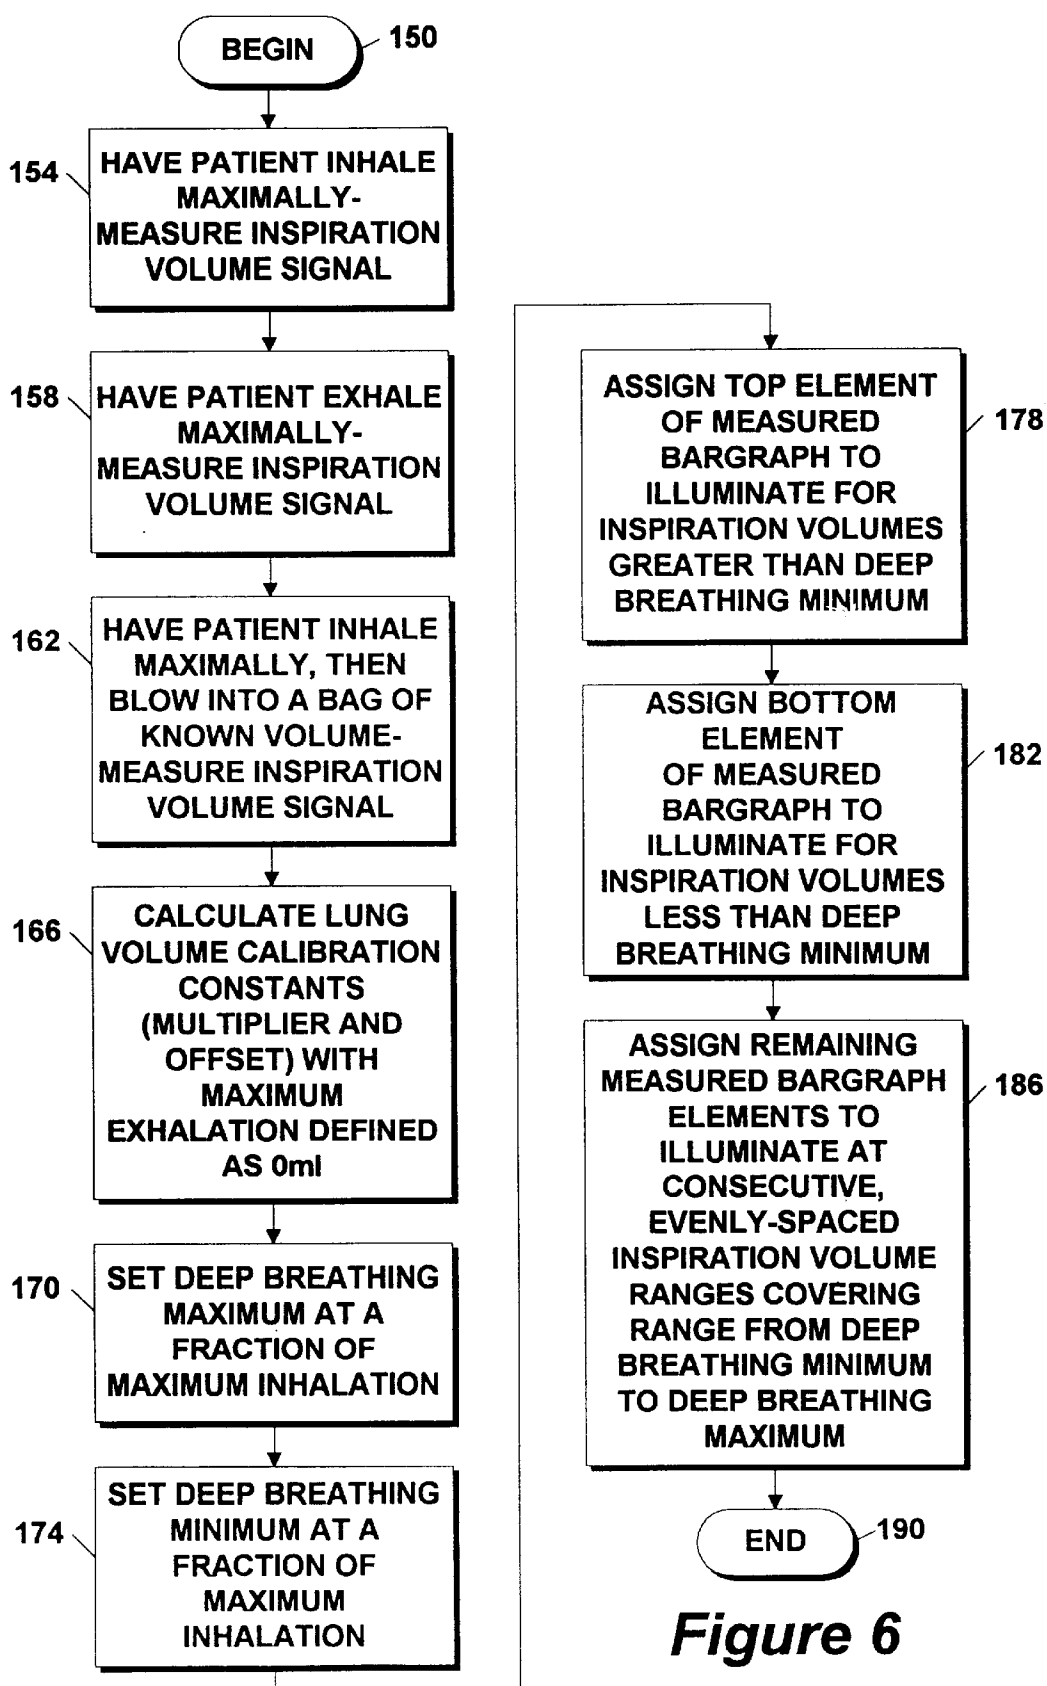 BEGIN
150
154
HAVE PATIENT INHALE
MAXIMALLY-
MEASURE INSPIRATION
VOLUME SIGNAL
158
HAVE PATIENT EXHALE
MAXIMALLY-
MEASURE INSPIRATION
VOLUME SIGNAL
162
HAVE PATIENT INHALE
MAXIMALLY, THEN
BLOW INTO A BAG OF
KNOWN VOLUME-
MEASURE INSPIRATION
VOLUME SIGNAL
166
CALCULATE LUNG
VOLUME CALIBRATION
CONSTANTS
(MULTIPLIER AND
OFFSET) WITH
MAXIMUM
EXHALATION DEFINED
AS 0ml
170
SET DEEP BREATHING
MAXIMUM AT A
FRACTION OF
MAXIMUM INHALATION
174
SET DEEP BREATHING
MINIMUM AT A
FRACTION OF
MAXIMUM
INHALATION
ASSIGN TOP ELEMENT
OF MEASURED
BARGRAPH TO
ILLUMINATE FOR
INSPIRATION VOLUMES
GREATER THAN DEEP
BREATHING MINIMUM
178
ASSIGN BOTTOM
ELEMENT
OF MEASURED
BARGRAPH TO
ILLUMINATE FOR
INSPIRATION VOLUMES
LESS THAN DEEP
BREATHING MINIMUM
182
ASSIGN REMAINING
MEASURED BARGRAPH
ELEMENTS TO
ILLUMINATE AT
CONSECUTIVE,
EVENLY-SPACED
INSPIRATION VOLUME
RANGES COVERING
RANGE FROM DEEP
BREATHING MINIMUM
TO DEEP BREATHING
MAXIMUM
186
END
190
Figure 6